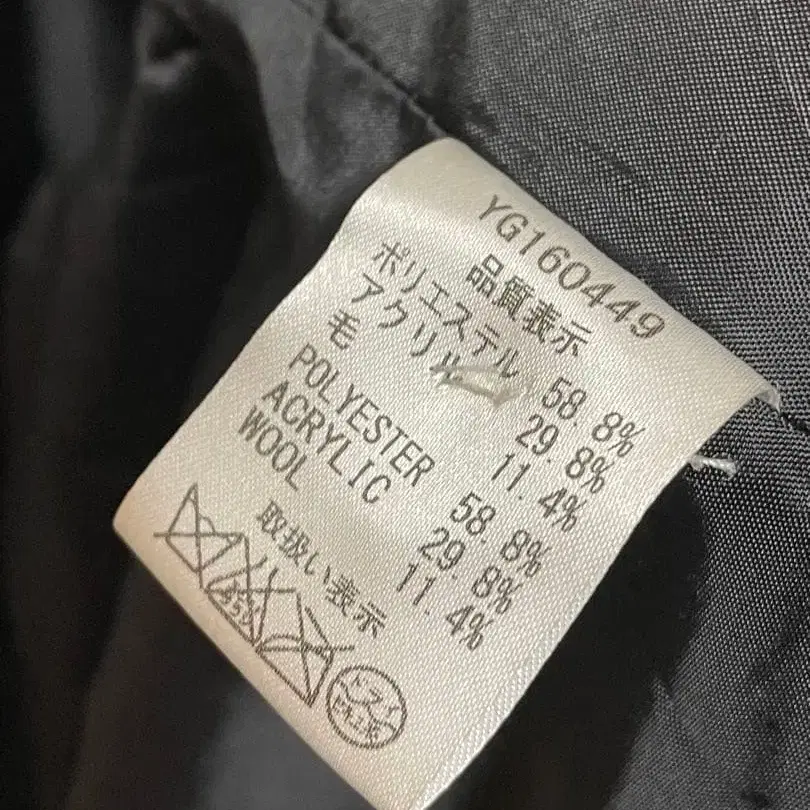 YG160449
品質表示
ポリエステル 58.8%
アクリル 29.8%
毛 11.4%
POLYESTER 58.8%
ACRYLIC 29.8%
WOOL 11.4%
取扱い表示